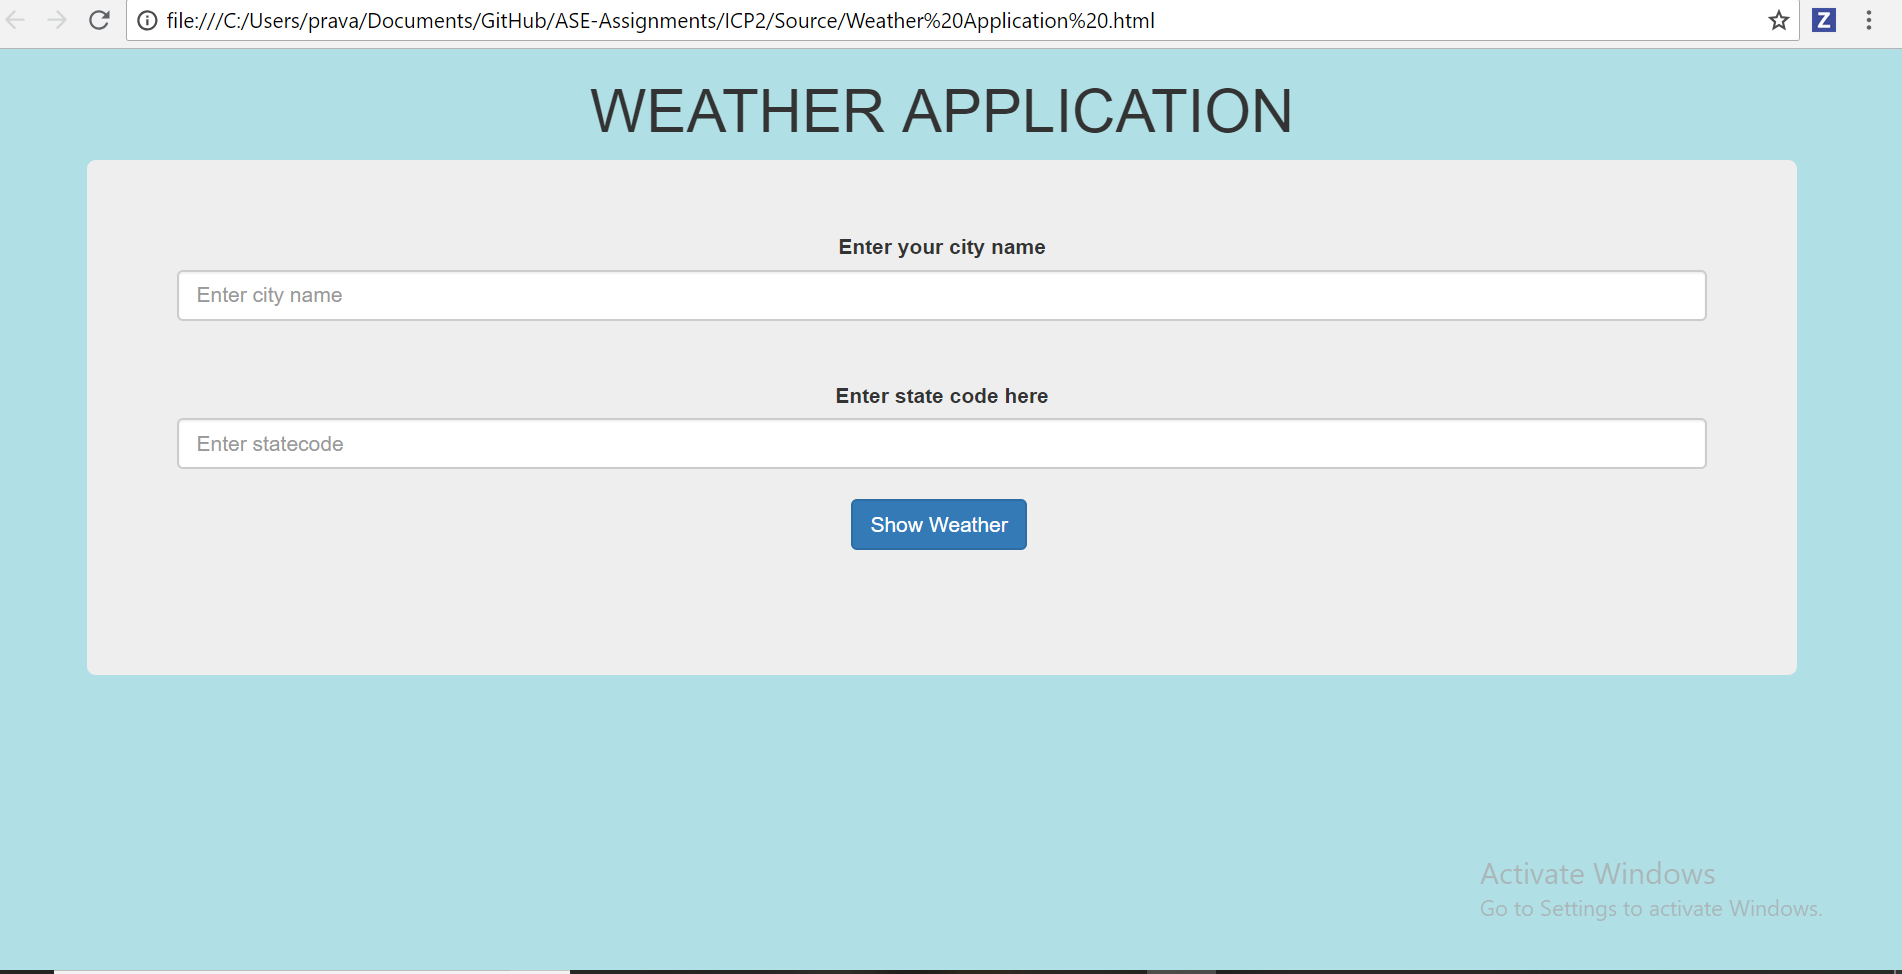 file:///C:/Users/prava/Documents/GitHub/ASE-Assignments/ICP2/Source/Weather%20Application%20.html
Z
WEATHER APPLICATION
Enter your city name
Enter city name
Enter state code here
Enter statecode
Show Weather
Activate Windows
Go to Settings to activate Windows.